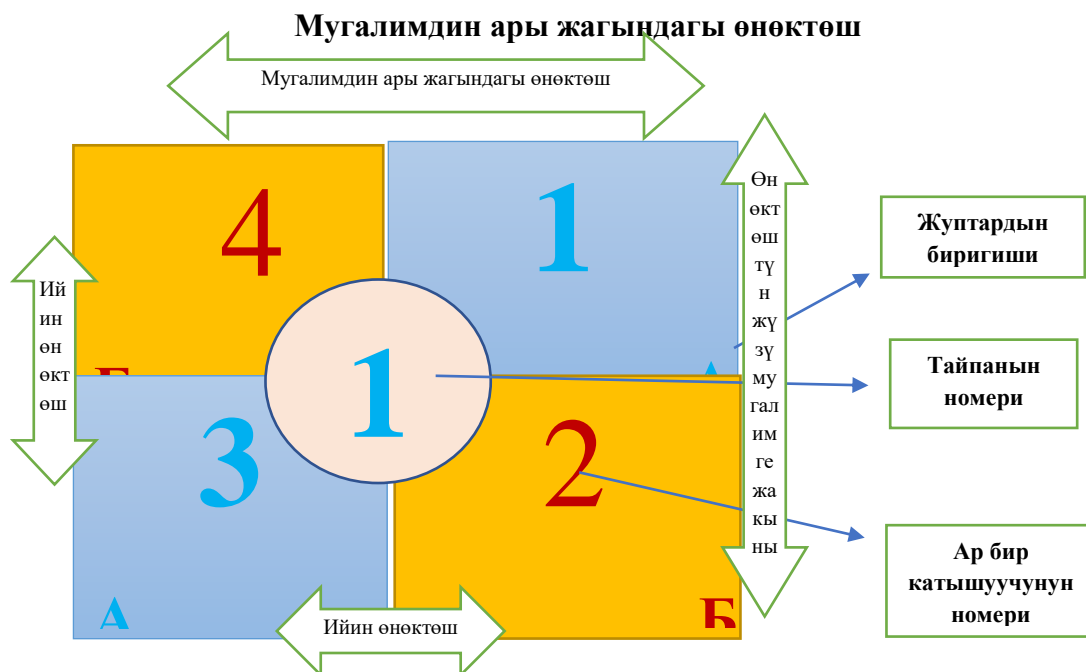 Мугалимдин ары жагындагы өнөктөш
Мугалимдин ары жагындагы өнөктөш
4
1
Өн
өкт
өш
тү
н
жү
зү
му
гал
им
ге
жа
кы
ны
Жуптардын
биригиши
Ий
ин
өн
өкт
өш
1
Тайпанын
номери
3
2
А
Б
Ийин өнөктөш
Ар бир
катышуучунун
номери